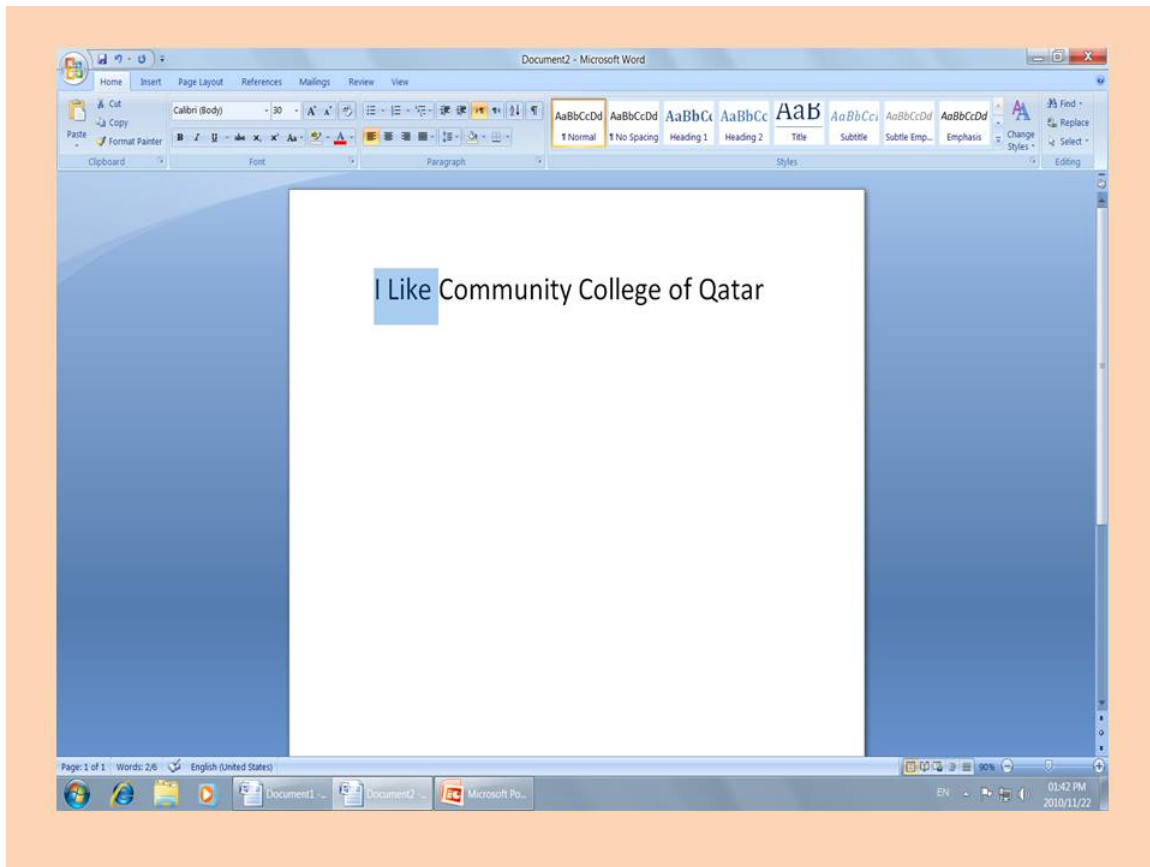 Document2 - Microsoft Word
Home Insert Page Layout References Mailings Review View
Cut
Copy
Format Painter
Paste
Clipboard
Calibri (Body) 30
Font
Paragraph
AaBbCcDd AaBbCcDd AaBbCc AaBbCc AaB AaBbCc AaBbCcDd AaBbCcDd
¶ Normal ¶ No Spacing Heading 1 Heading 2 Title Subtitle Subtle Emp... Emphasis
Change Styles
Styles
Find
Replace
Select
Editing
I Like Community College of Qatar
Page: 1 of 1 Words: 2/6 English (United States) 90%
Document1 -... Document2 -... Microsoft Po... EN 01:42 PM
2010/11/22